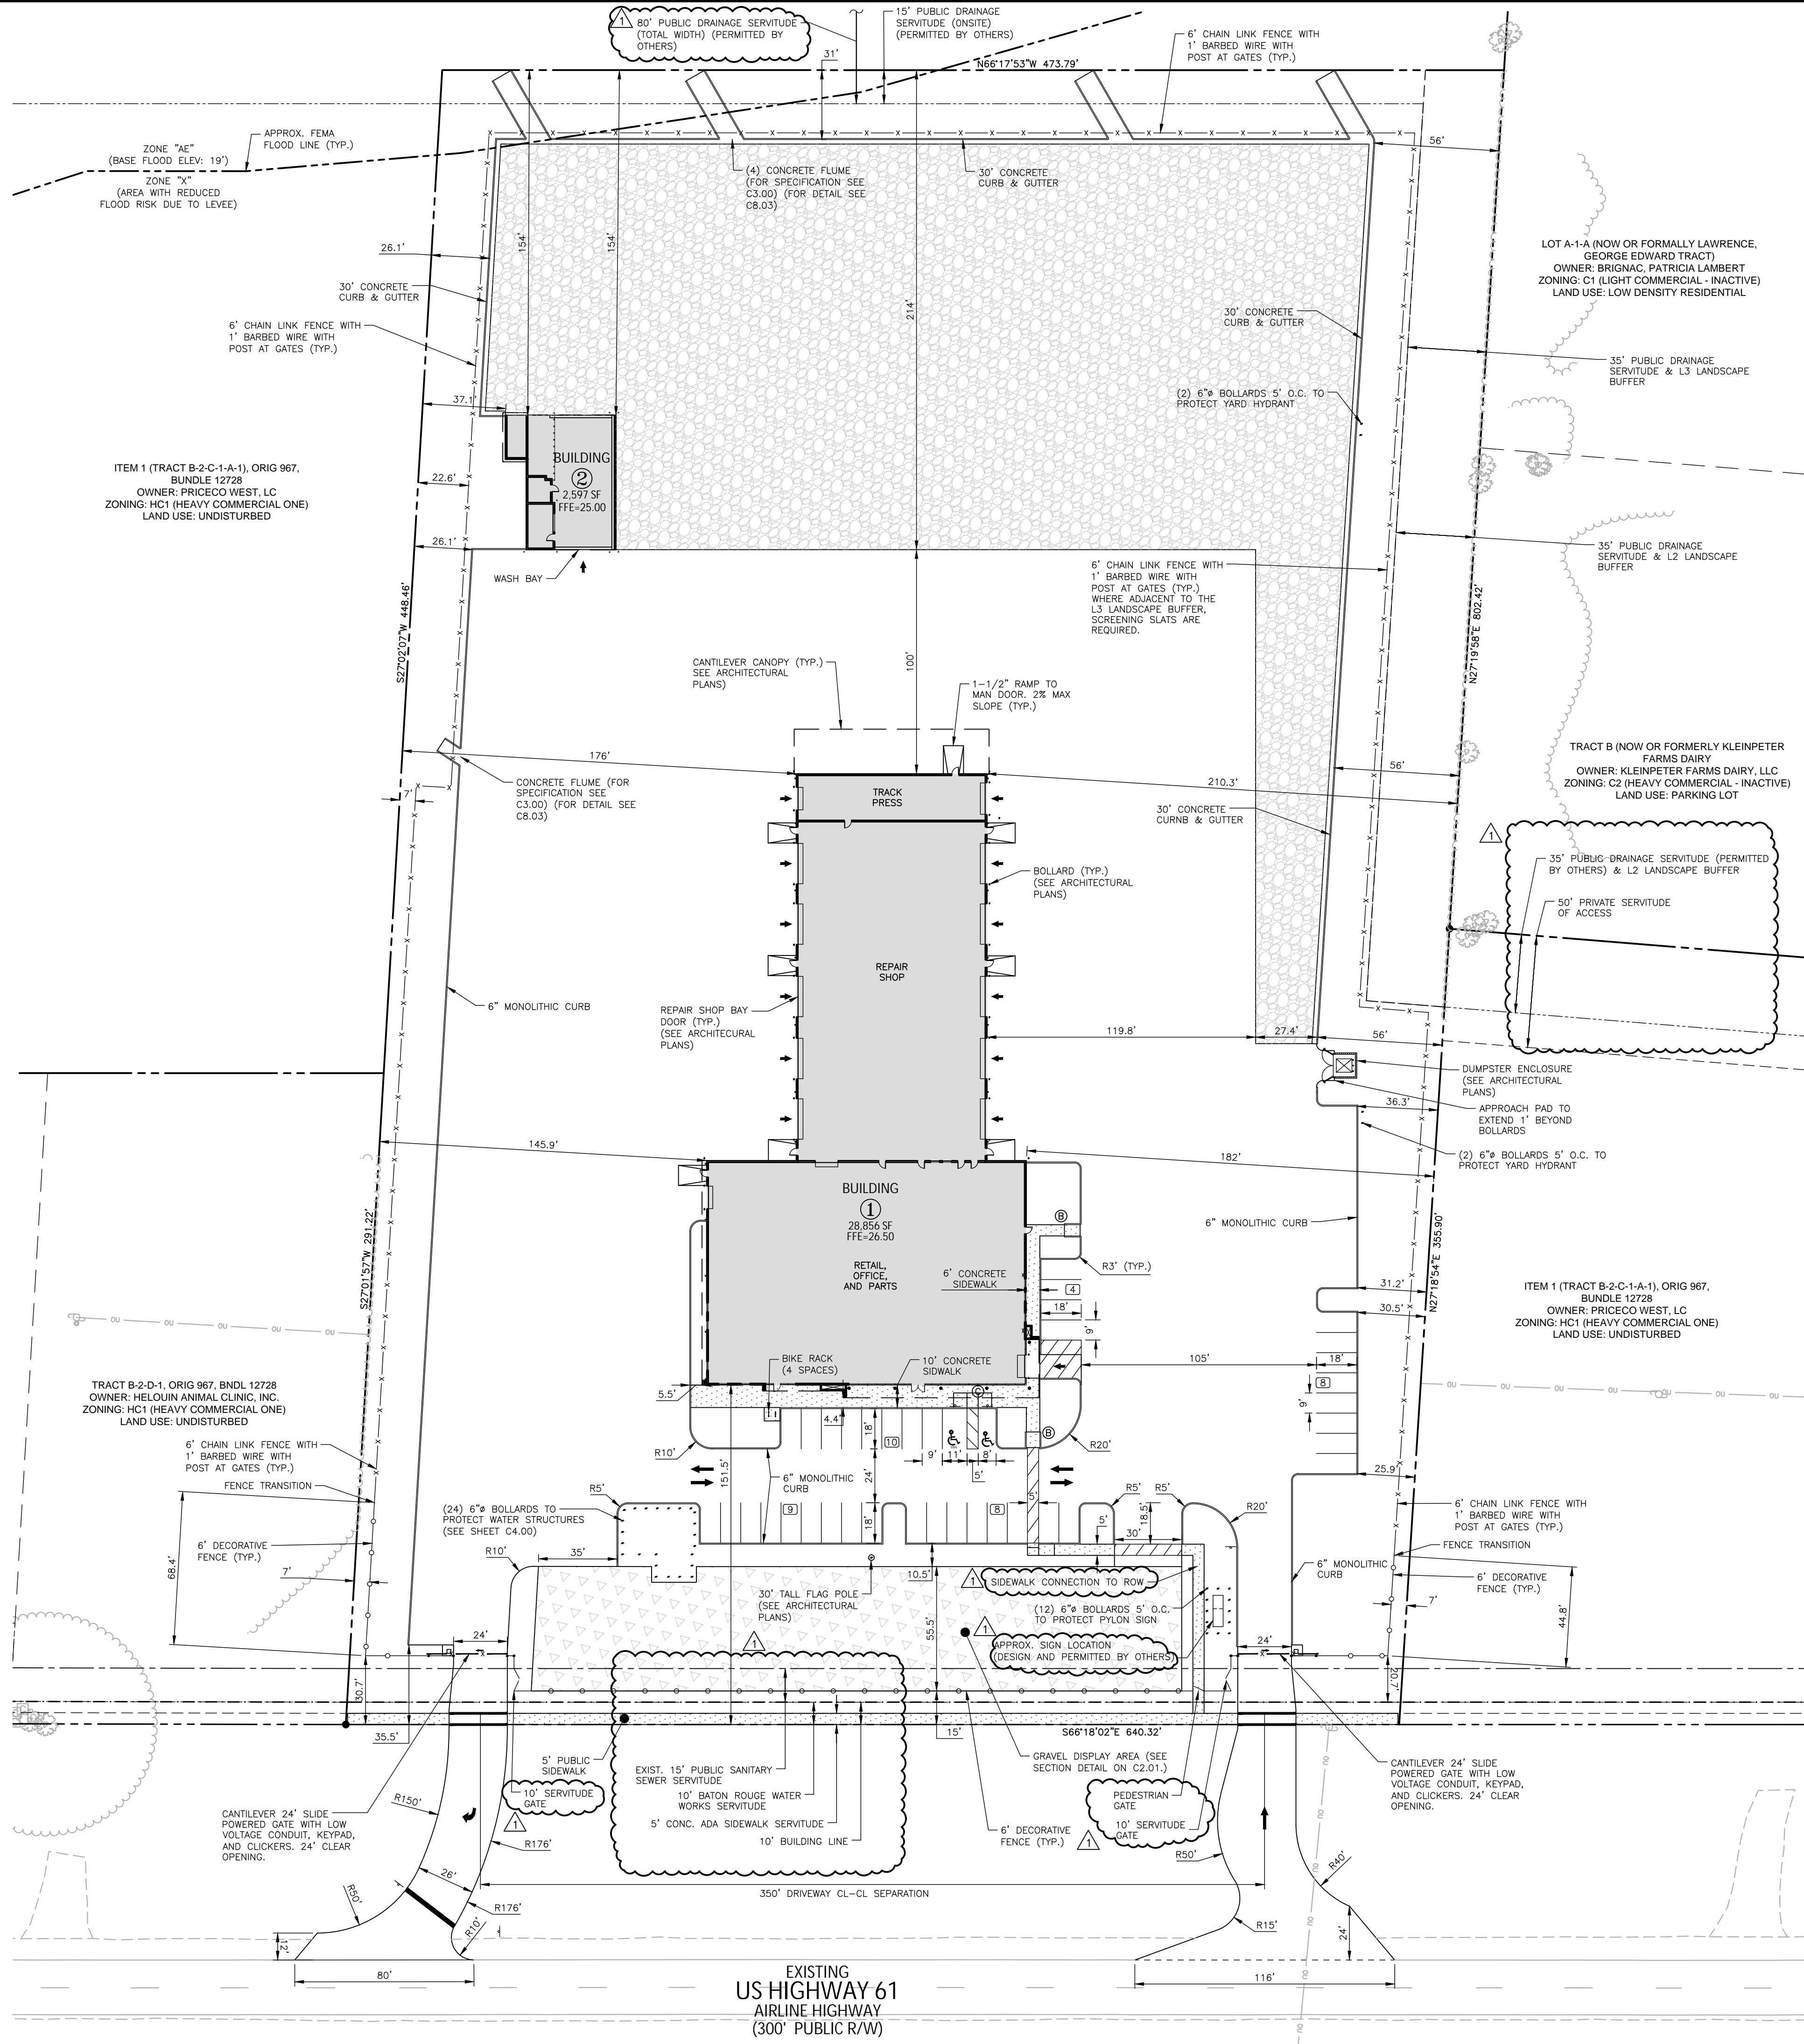 1
80' PUBLIC DRAINAGE SERVITUDE
(TOTAL WIDTH) (PERMITTED BY
OTHERS)
15' PUBLIC DRAINAGE
SERVITUDE (ONSITE)
(PERMITTED BY OTHERS)
6' CHAIN LINK FENCE WITH
1' BARBED WIRE WITH
POST AT GATES (TYP.)
31'
N66°17'53"W 473.79'
APPROX. FEMA
FLOOD LINE (TYP.)
ZONE "AE"
(BASE FLOOD ELEV: 19')
ZONE "X"
(AREA WITH REDUCED
FLOOD RISK DUE TO LEVEE)
(4) CONCRETE FLUME
(FOR SPECIFICATION SEE
C3.00) (FOR DETAIL SEE
C8.03)
30' CONCRETE
CURB & GUTTER
56'
26.1'
154'
154'
214'
30' CONCRETE
CURB & GUTTER
6' CHAIN LINK FENCE WITH
1' BARBED WIRE WITH
POST AT GATES (TYP.)
LOT A-1-A (NOW OR FORMALLY LAWRENCE,
GEORGE EDWARD TRACT)
OWNER: BRIGNAC, PATRICIA LAMBERT
ZONING: C1 (LIGHT COMMERCIAL - INACTIVE)
LAND USE: LOW DENSITY RESIDENTIAL
30' CONCRETE
CURB & GUTTER
35' PUBLIC DRAINAGE
SERVITUDE & L3 LANDSCAPE
BUFFER
(2) 6"ø BOLLARDS 5' O.C. TO
PROTECT YARD HYDRANT
37.1'
BUILDING
2
2,597 SF
FFE=25.00
ITEM 1 (TRACT B-2-C-1-A-1), ORIG 967,
BUNDLE 12728
OWNER: PRICECO WEST, LC
ZONING: HC1 (HEAVY COMMERCIAL ONE)
LAND USE: UNDISTURBED
22.6'
26.1'
WASH BAY
35' PUBLIC DRAINAGE
SERVITUDE & L2 LANDSCAPE
BUFFER
6' CHAIN LINK FENCE WITH
1' BARBED WIRE WITH
POST AT GATES (TYP.)
WHERE ADJACENT TO THE
L3 LANDSCAPE BUFFER,
SCREENING SLATS ARE
REQUIRED.
S27°02'07"W 448.46'
N27°19'58"E 802.42'
100'
CANTILEVER CANOPY (TYP.)
SEE ARCHITECTURAL
PLANS)
1-1/2" RAMP TO
MAN DOOR. 2% MAX
SLOPE (TYP.)
176'
CONCRETE FLUME (FOR
SPECIFICATION SEE
C3.00) (FOR DETAIL SEE
C8.03)
7'
TRACK
PRESS
210.3'
56'
TRACT B (NOW OR FORMERLY KLEINPETER
FARMS DAIRY
OWNER: KLEINPETER FARMS DAIRY, LLC
ZONING: C2 (HEAVY COMMERCIAL - INACTIVE)
LAND USE: PARKING LOT
30' CONCRETE
CURNB & GUTTER
1
35' PUBLIC DRAINAGE SERVITUDE (PERMITTED
BY OTHERS) & L2 LANDSCAPE BUFFER
50' PRIVATE SERVITUDE
OF ACCESS
BOLLARD (TYP.)
(SEE ARCHITECTURAL
PLANS)
REPAIR
SHOP
6" MONOLITHIC CURB
REPAIR SHOP BAY
DOOR (TYP.)
(SEE ARCHITECURAL
PLANS)
119.8'
27.4'
56'
DUMPSTER ENCLOSURE
(SEE ARCHITECTURAL
PLANS)
36.3'
APPROACH PAD TO
EXTEND 1' BEYOND
BOLLARDS
(2) 6"ø BOLLARDS 5' O.C. TO
PROTECT YARD HYDRANT
145.9'
182'
S27°01'57"W 291.22'
BUILDING
1
28,856 SF
FFE=26.50
RETAIL,
OFFICE,
AND PARTS
B
6" MONOLITHIC CURB
N27°18'54"E 355.90'
R3' (TYP.)
6' CONCRETE
SIDEWALK
4
18'
9'
31.2'
30.5'
ITEM 1 (TRACT B-2-C-1-A-1), ORIG 967,
BUNDLE 12728
OWNER: PRICECO WEST, LC
ZONING: HC1 (HEAVY COMMERCIAL ONE)
LAND USE: UNDISTURBED
OU OU OU OU OU
BIKE RACK
(4 SPACES)
10' CONCRETE
SIDWALK
105'
18'
8
9'
OU OU OU OU OU
TRACT B-2-D-1, ORIG 967, BNDL 12728
OWNER: HELOUIN ANIMAL CLINIC, INC.
ZONING: HC1 (HEAVY COMMERCIAL ONE)
LAND USE: UNDISTURBED
5.5'
C
4.4'
18'
10
B
R10'
R20'
9'
11'
8'
5'
6' CHAIN LINK FENCE WITH
1' BARBED WIRE WITH
POST AT GATES (TYP.)
FENCE TRANSITION
151.5'
24'
6" MONOLITHIC
CURB
25.9'
R5'
(24) 6"ø BOLLARDS TO
PROTECT WATER STRUCTURES
(SEE SHEET C4.00)
9
18'
8
5'
R5'
18.5'
R5'
R20'
6' CHAIN LINK FENCE WITH
1' BARBED WIRE WITH
POST AT GATES (TYP.)
FENCE TRANSITION
68.4'
6' DECORATIVE
FENCE (TYP.)
7'
R10'
35'
5'
30'
10.5'
1
SIDEWALK CONNECTION TO ROW
6" MONOLITHIC
CURB
6' DECORATIVE
FENCE (TYP.)
7'
44.8'
30' TALL FLAG POLE
(SEE ARCHITECTURAL
PLANS)
(12) 6"ø BOLLARDS 5' O.C.
TO PROTECT PYLON SIGN
55.5'
1
APPROX. SIGN LOCATION
(DESIGN AND PERMITTED BY OTHERS)
24'
1
24'
30.7'
20.7'
35.5'
15'
S66°18'02"E 640.32'
5' PUBLIC
SIDEWALK
EXIST. 15' PUBLIC SANITARY
SEWER SERVITUDE
10' BATON ROUGE WATER
WORKS SERVITUDE
5' CONC. ADA SIDEWALK SERVITUDE
10' BUILDING LINE
GRAVEL DISPLAY AREA (SEE
SECTION DETAIL ON C2.01.)
CANTILEVER 24' SLIDE
POWERED GATE WITH LOW
VOLTAGE CONDUIT, KEYPAD,
AND CLICKERS. 24' CLEAR
OPENING.
10' SERVITUDE
GATE
1
PEDESTRIAN
GATE
10' SERVITUDE
GATE
6' DECORATIVE
FENCE (TYP.)
1
CANTILEVER 24' SLIDE
POWERED GATE WITH LOW
VOLTAGE CONDUIT, KEYPAD,
AND CLICKERS. 24' CLEAR
OPENING.
R150'
R176'
R50'
R40'
26'
350' DRIVEWAY CL-CL SEPARATION
R50'
R176'
R10'
R15'
12'
24'
80'
116'
OU OU OU OU
EXISTING
US HIGHWAY 61
AIRLINE HIGHWAY
(300' PUBLIC R/W)